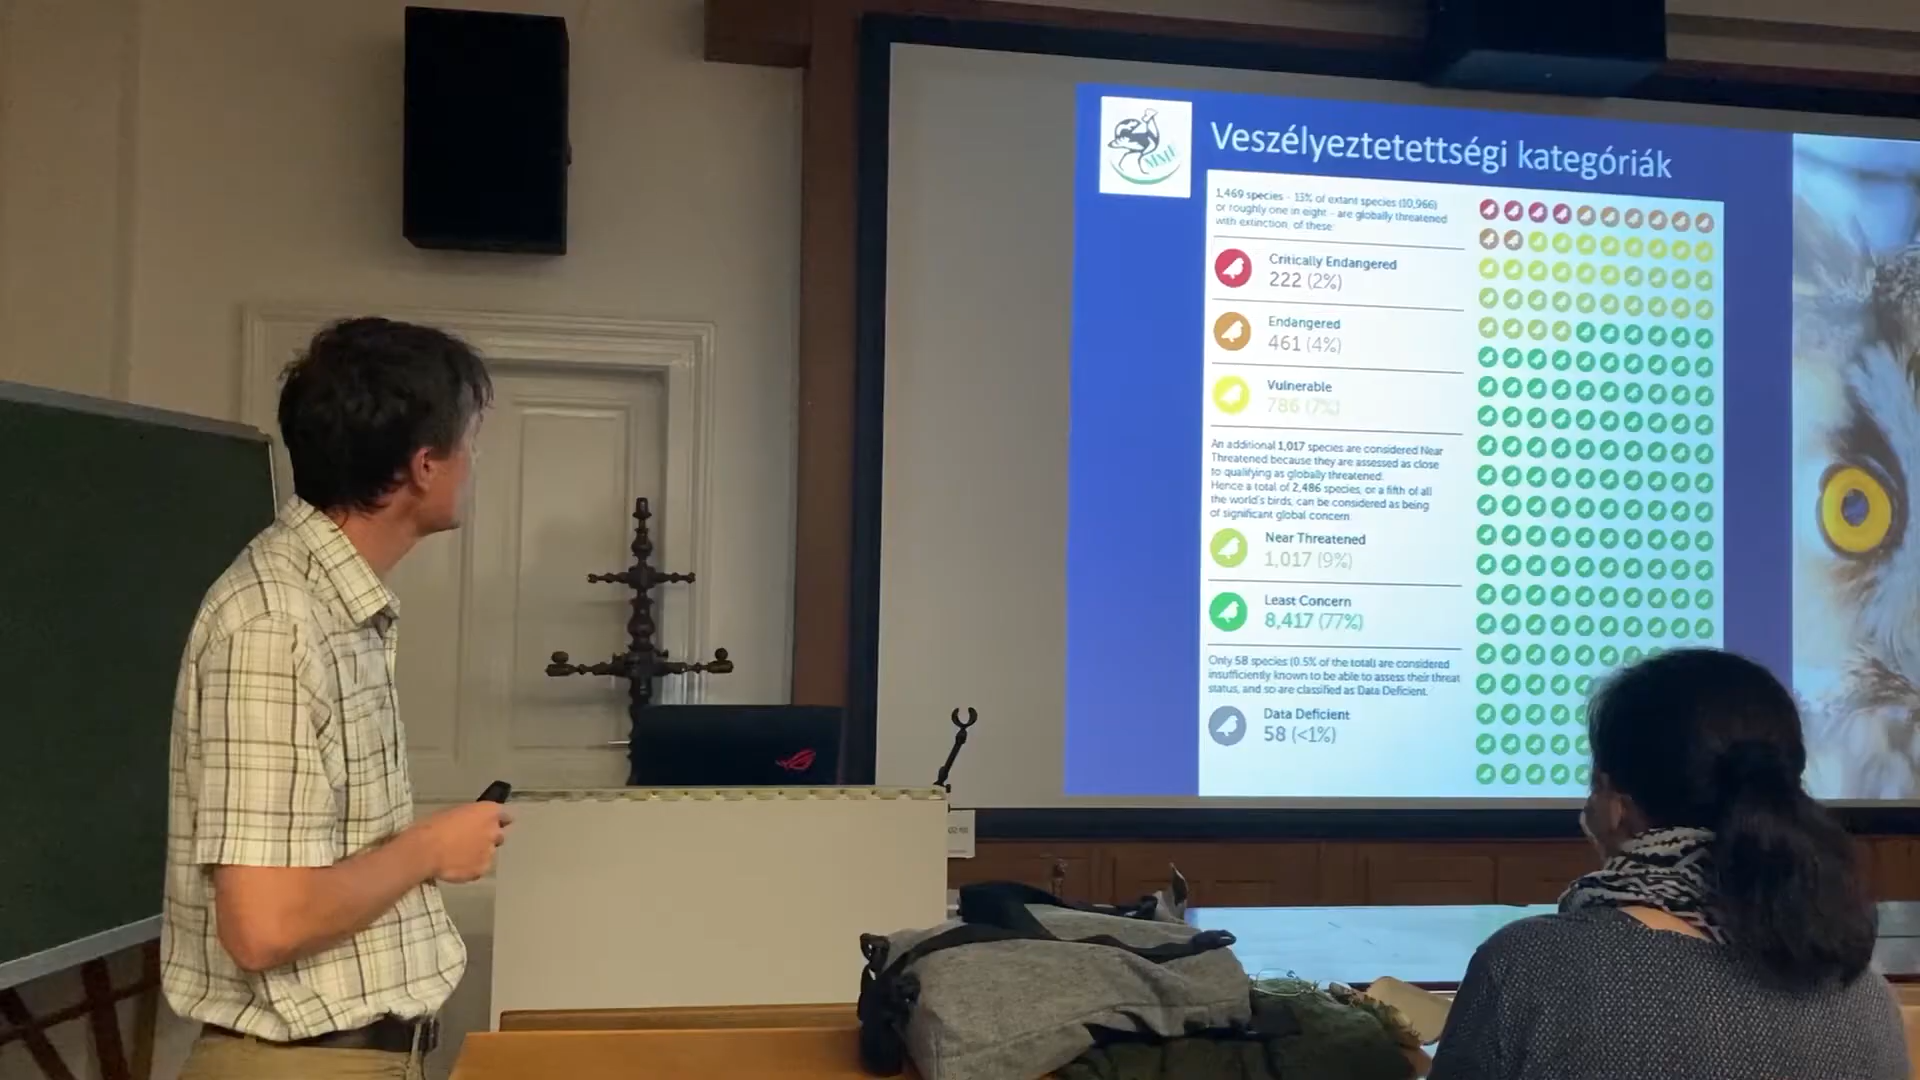 MME
Veszélyeztetettségi kategóriák
1,469 species - 13% of extant species (10,966)
or roughly one in eight - are globally threatened
with extinction, of these:
Critically Endangered
222 (2%)
Endangered
461 (4%)
Vulnerable
786 (7%)
An additional 1,017 species are considered Near
Threatened because they are assessed as close
to qualifying as globally threatened.
Hence a total of 2,486 species, or a fifth of all
the world's birds, can be considered as being
of significant global concern.
Near Threatened
1,017 (9%)
Least Concern
8,417 (77%)
Only 58 species (0.5% of the total) are considered
insufficiently known to be able to assess their threat
status, and so are classified as Data Deficient.
Data Deficient
58 (<1%)